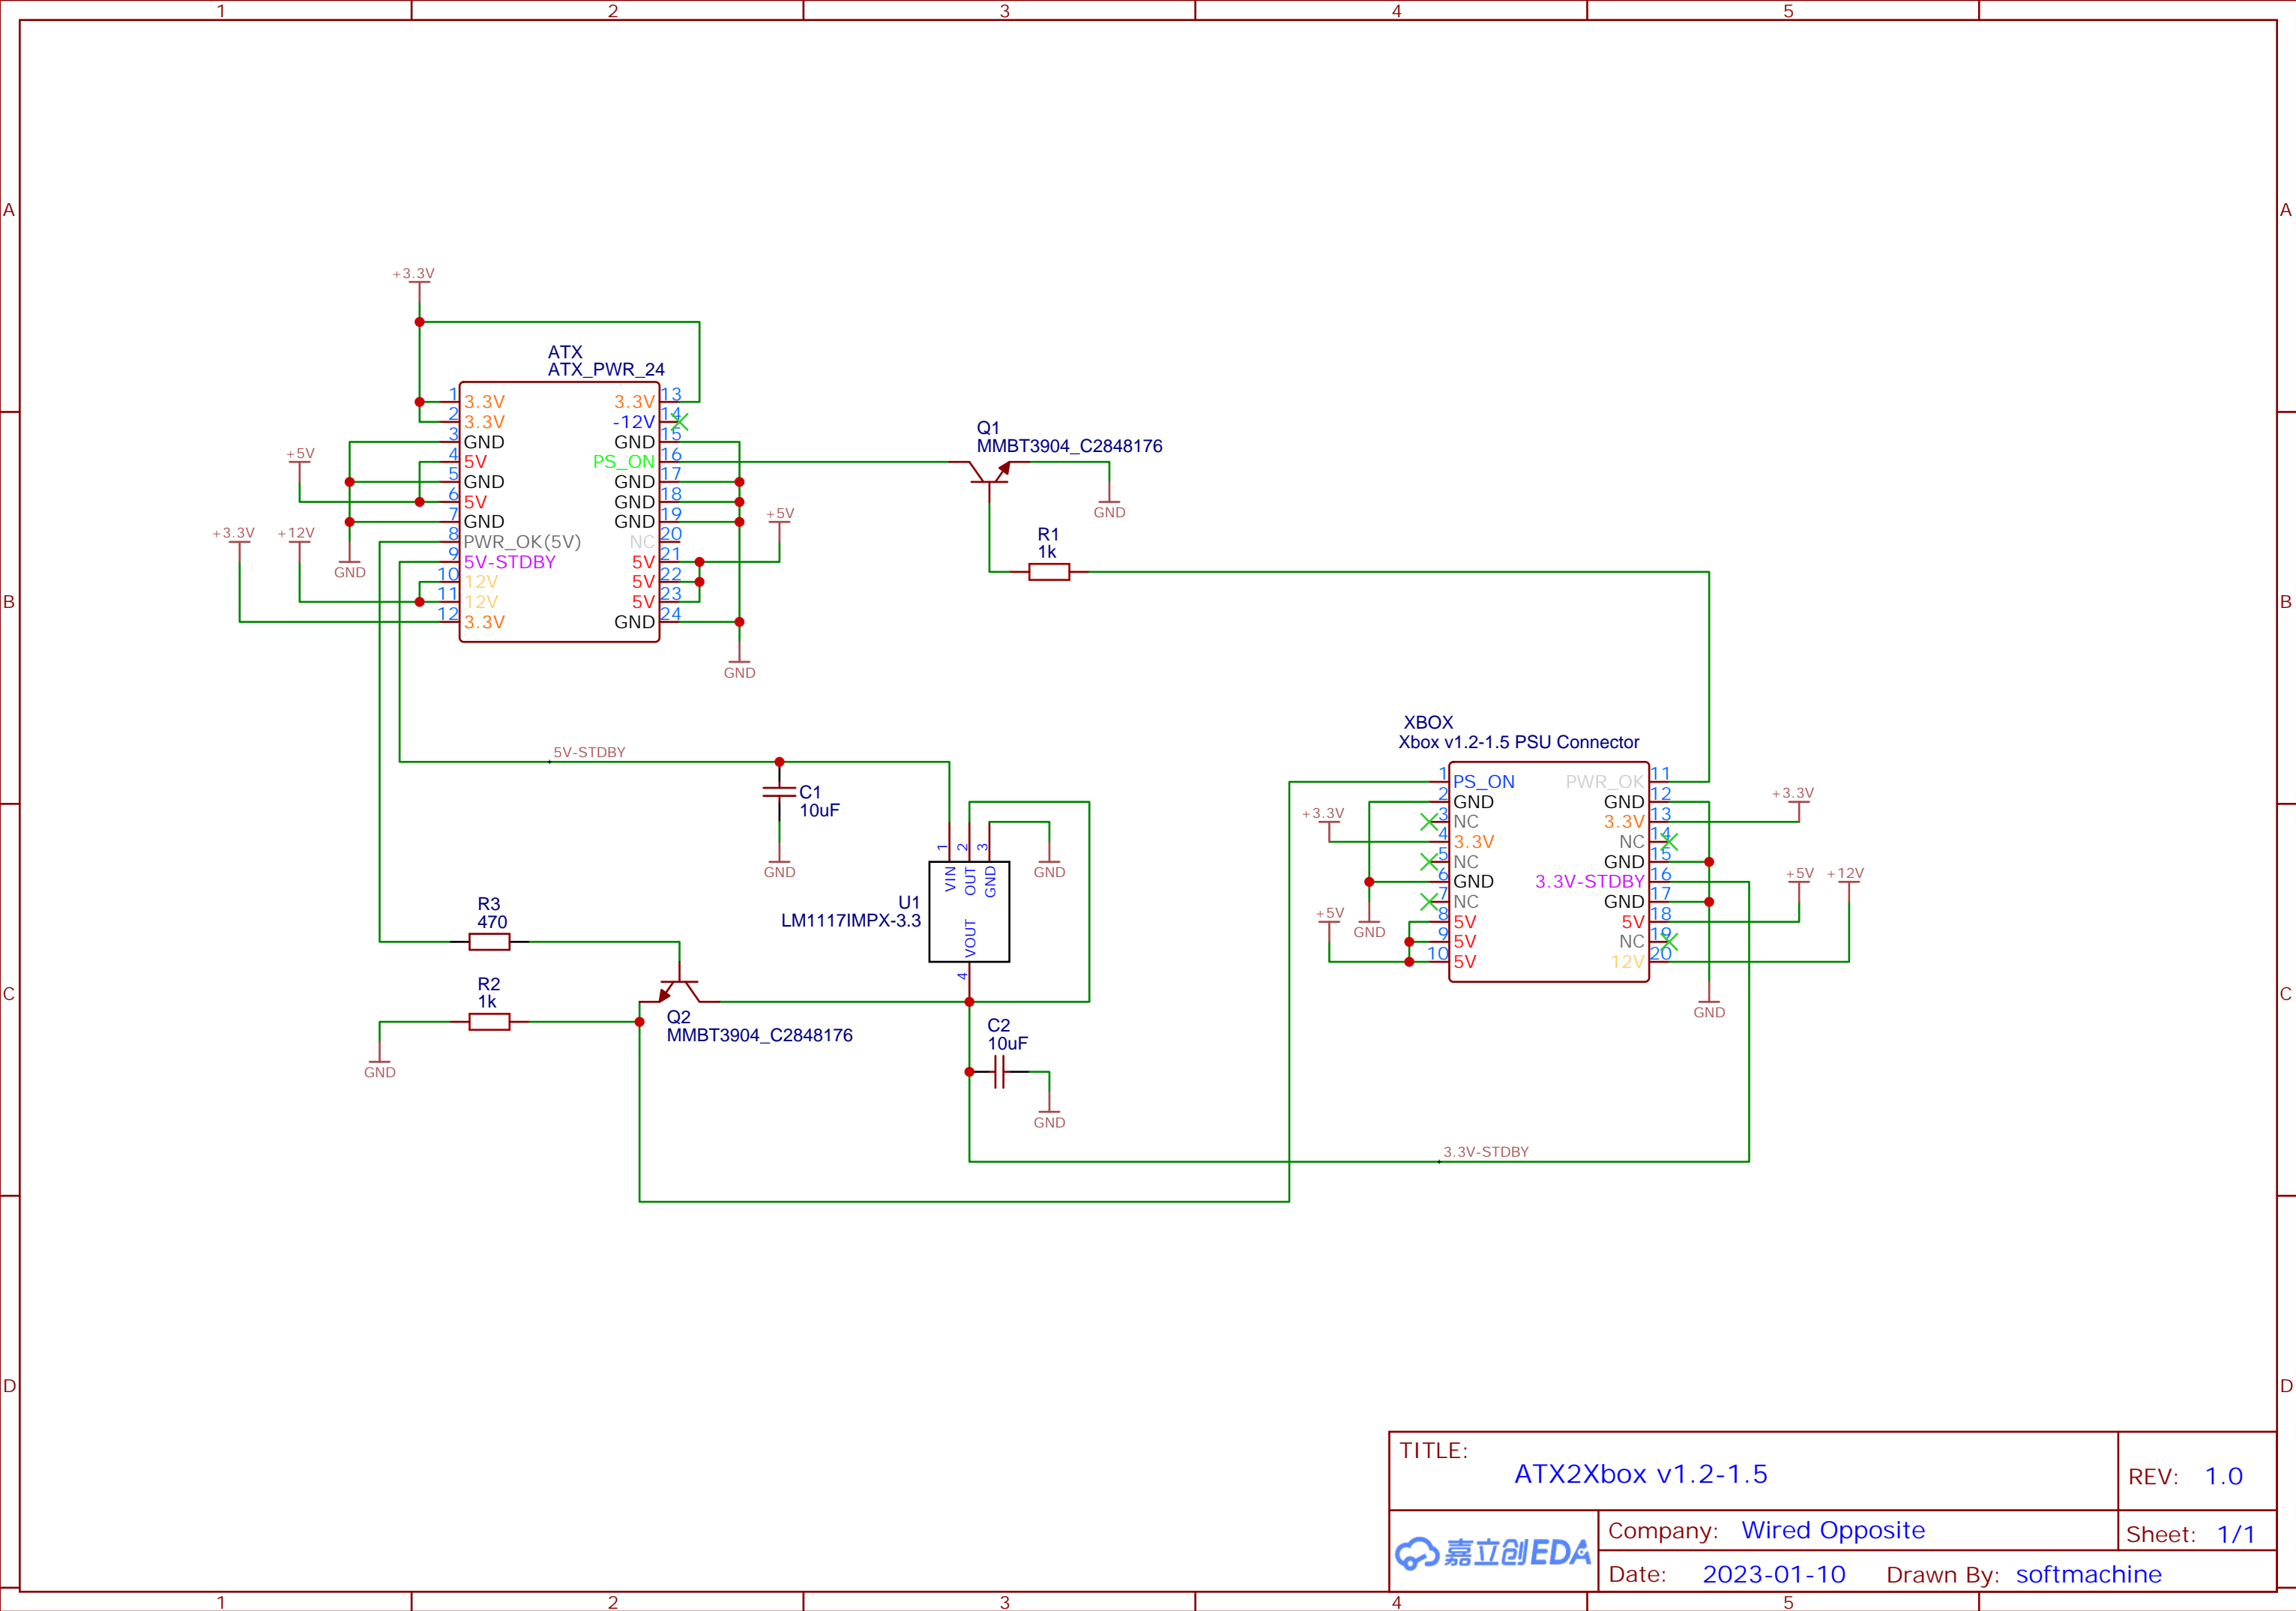 1 2 3 4 5
A A
+3.3V
ATX
ATX_PWR_24
1 3.3V 3.3V 13
2 3.3V -12V 14
3 GND GND 15
4 5V PS_ON 16
5 GND GND 17
6 5V GND 18
7 GND GND 19
8 PWR_OK(5V) NC 20
9 5V-STDBY 5V 21
10 12V 5V 22
11 12V 5V 23
12 3.3V GND 24
+5V
+3.3V +12V
GND
+5V
GND
Q1
MMBT3904_C2848176
GND
R1
1k
B B
5V-STDBY
C1
10uF
GND
1 2 3
VIN OUT GND
GND
U1
LM1117IMPX-3.3
VOUT
4
R3
470
R2
1k
GND
Q2
MMBT3904_C2848176
C2
10uF
GND
3.3V-STDBY
XBOX
Xbox v1.2-1.5 PSU Connector
1 PS_ON PWR_OK 11
2 GND GND 12
3 NC 3.3V 13
4 3.3V NC 14
5 NC GND 15
6 GND 3.3V-STDBY 16
7 NC GND 17
8 5V 5V 18
9 5V NC 19
10 5V 12V 20
+3.3V
+5V
GND
+3.3V
+5V +12V
GND
C C
D D
TITLE:
ATX2Xbox v1.2-1.5
REV: 1.0
嘉立创EDA
Company: Wired Opposite
Sheet: 1/1
Date: 2023-01-10 Drawn By: softmachine
1 2 3 4 5